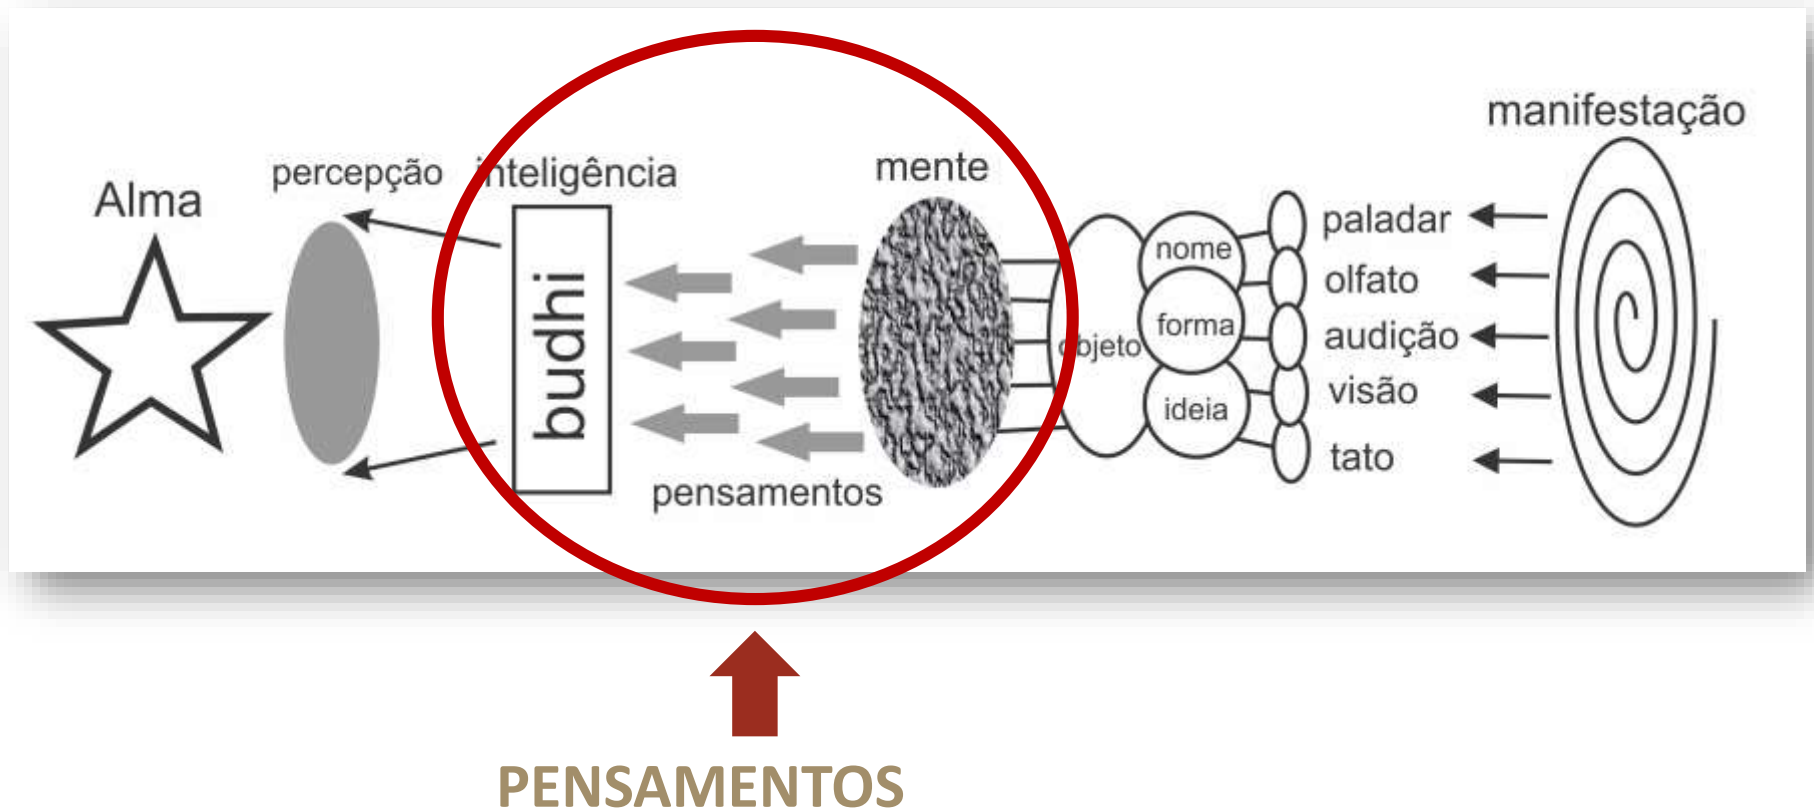 manifestação
mente
percepção
inteligência
Alma
paladar
nome
olfato
budhi
forma
audição
objeto
visão
ideia
tato
pensamentos
PENSAMENTOS